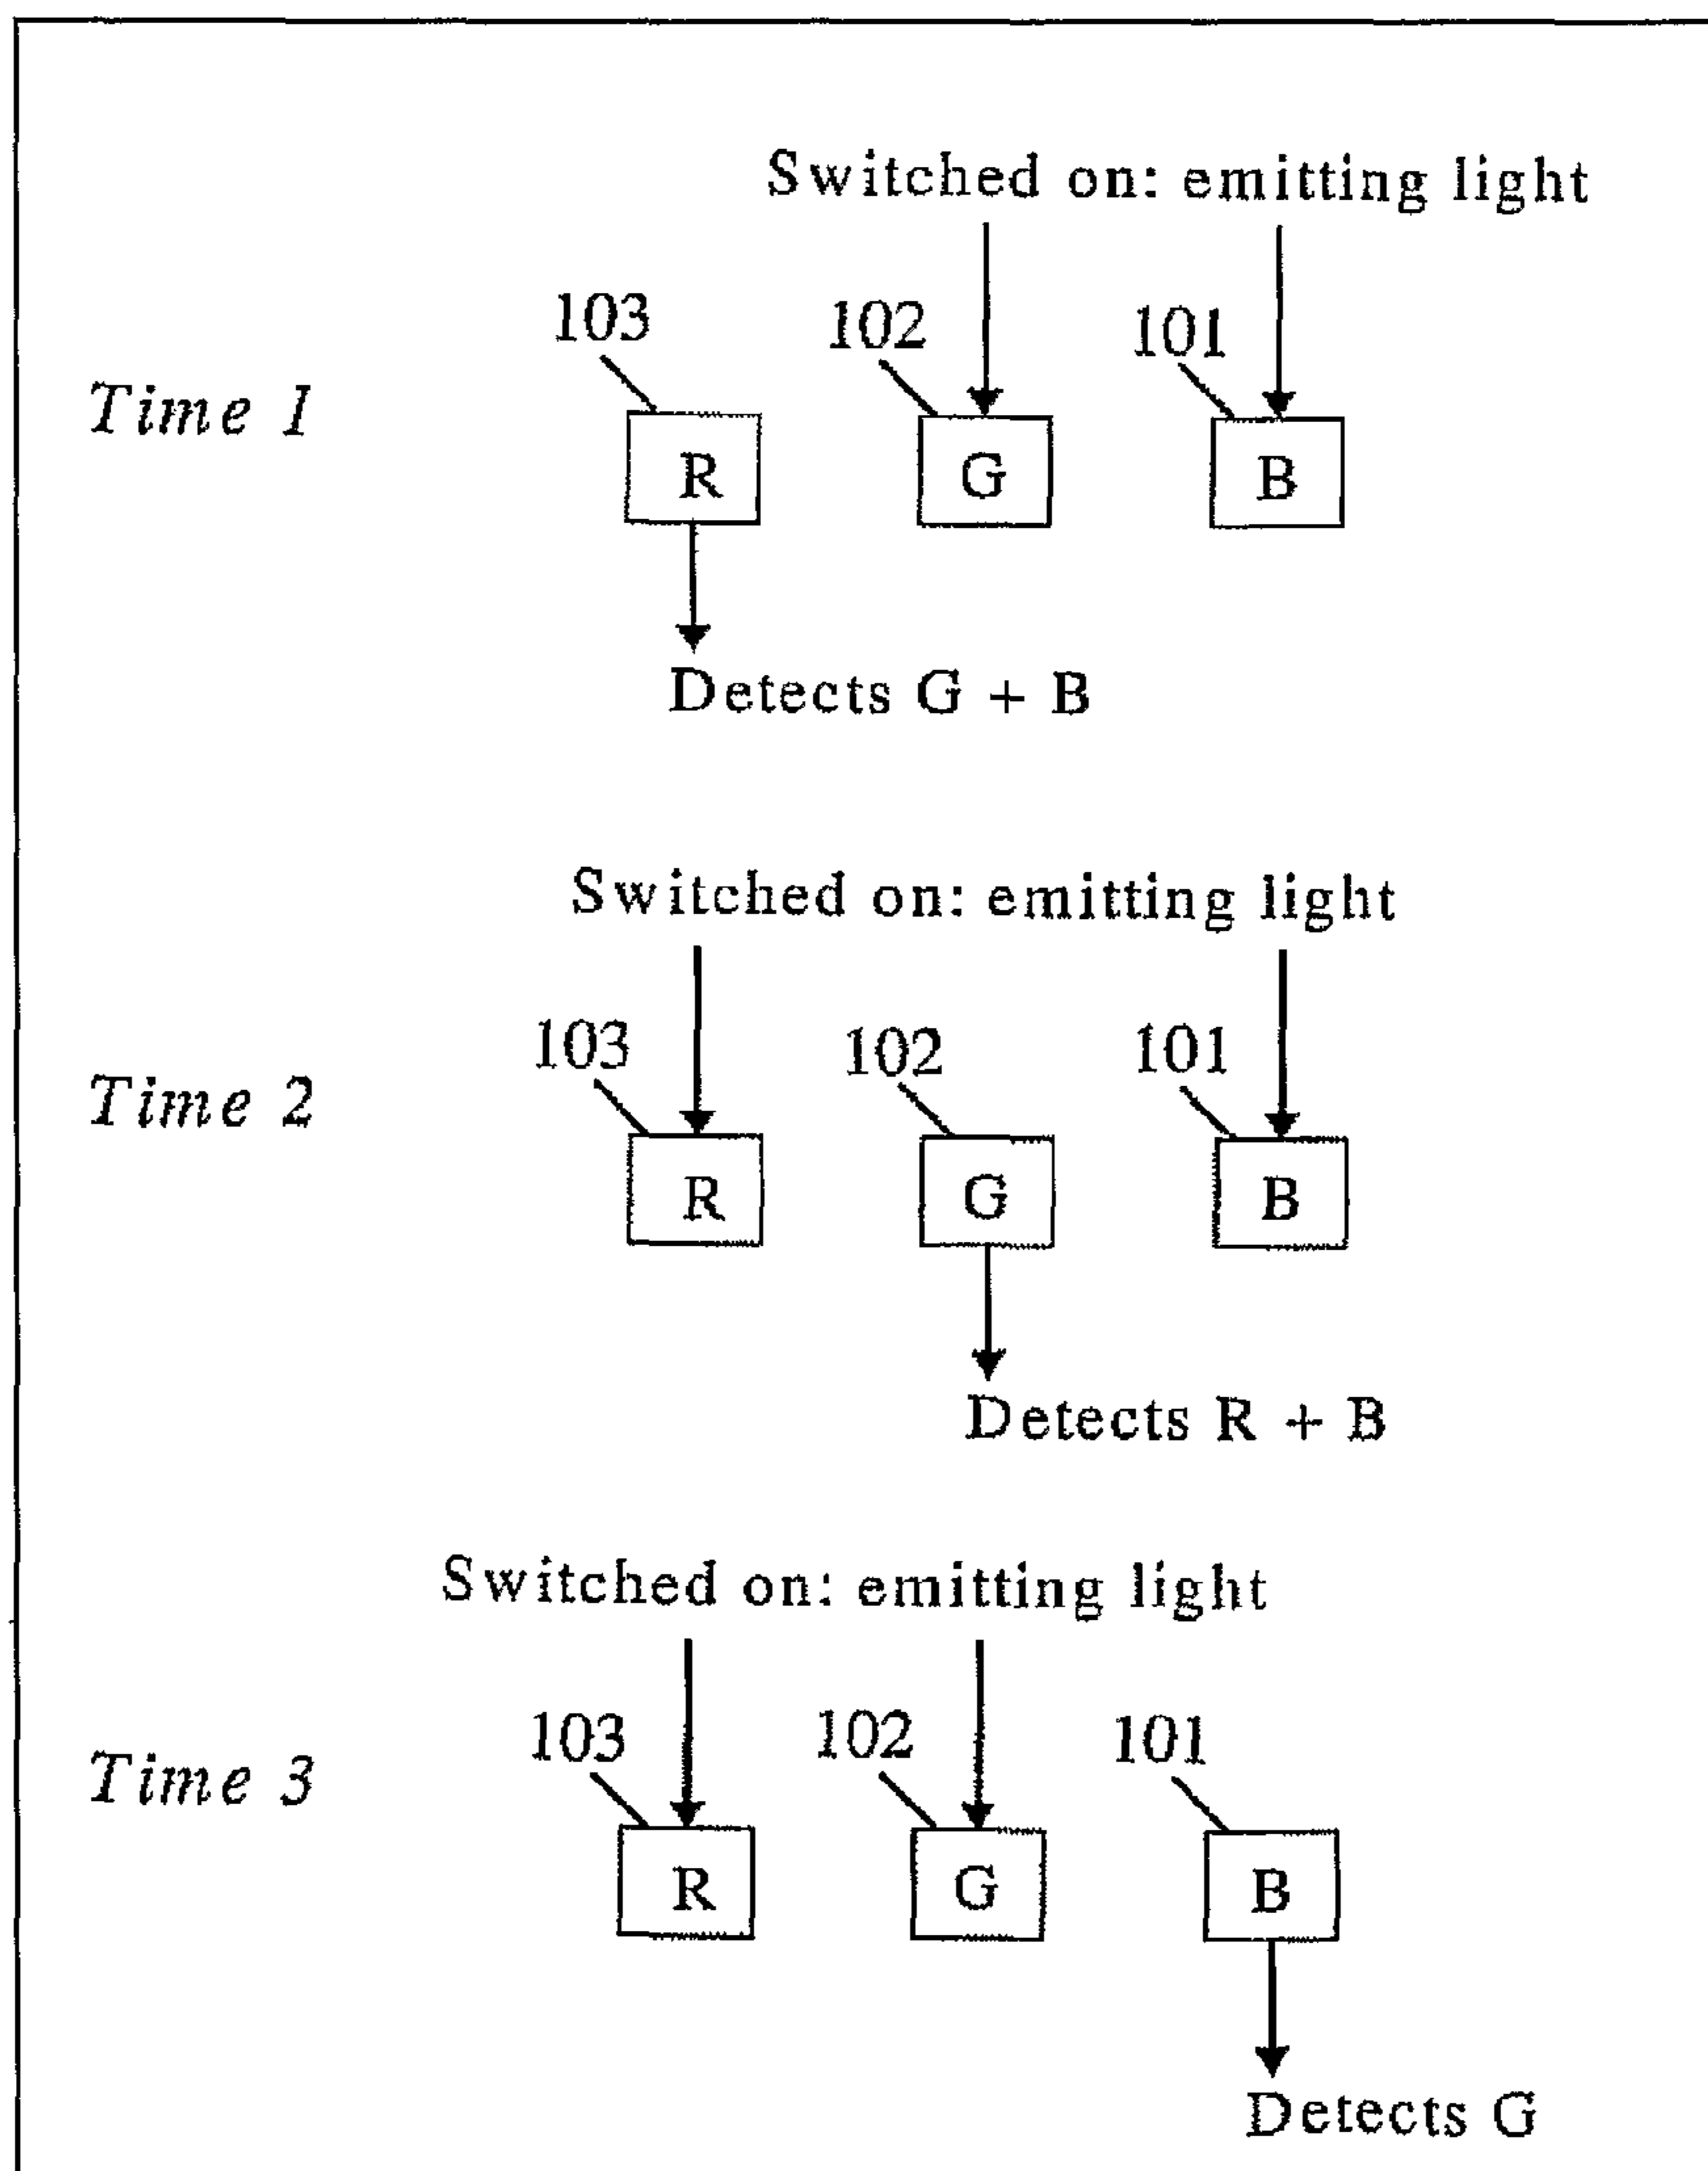 Switched on: emitting light
103 102 101
Time 1
R G B
Detects G + B
Switched on: emitting light
103 102 101
Time 2
R G B
Detects R + B
Switched on: emitting light
103 102 101
Time 3
R G B
Detects G